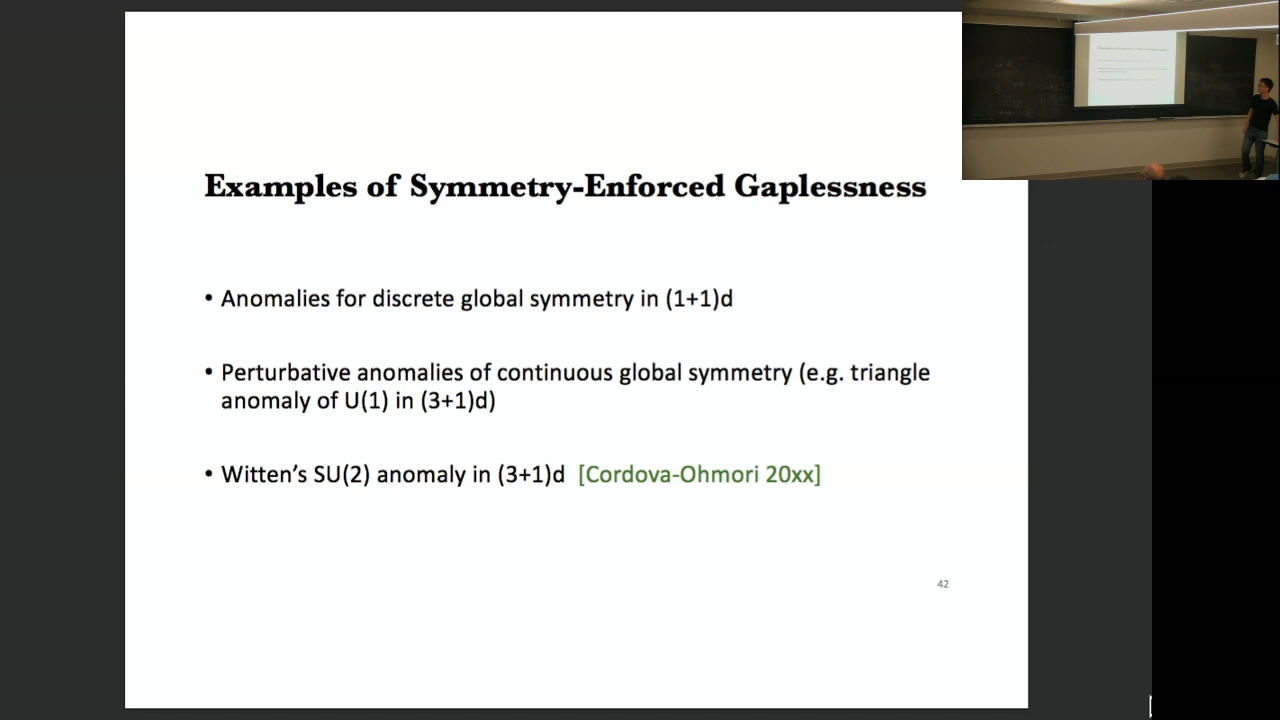 Examples of Symmetry-Enforced Gaplessness
• Anomalies for discrete global symmetry in (1+1)d
• Perturbative anomalies of continuous global symmetry (e.g. triangle
anomaly of U(1) in (3+1)d)
• Witten’s SU(2) anomaly in (3+1)d [Cordova-Ohmori 20xx]
42